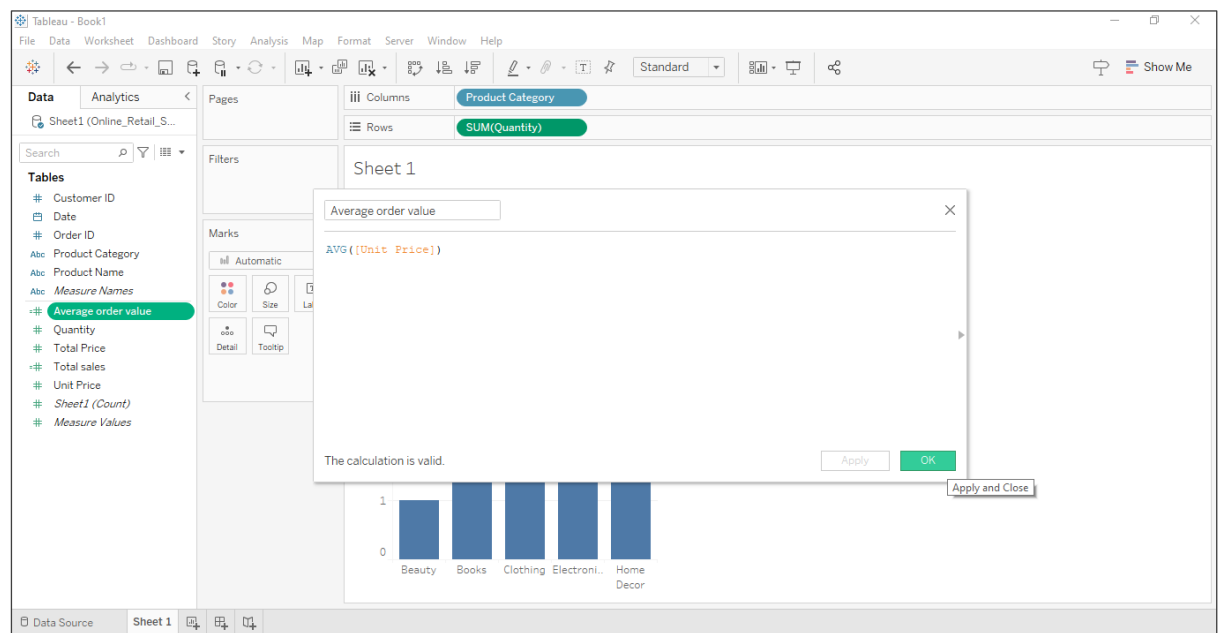 Tableau - Book1
File Data Worksheet Dashboard Story Analysis Map Format Server Window Help
Standard
Show Me
Data Analytics
Sheet1 (Online_Retail_S...
Search
Tables
Customer ID
Date
Order ID
Abc Product Category
Abc Product Name
Abc Measure Names
Average order value
Quantity
Total Price
Total sales
Unit Price
Sheet1 (Count)
Measure Values
Pages
Filters
Marks
Automatic
Color Size
Detail Tooltip
Columns Product Category
Rows SUM(Quantity)
Sheet 1
Average order value
AVG([Unit Price])
The calculation is valid.
Apply OK
Apply and Close
1
0
Beauty Books Clothing Electroni.. Home
Decor
Data Source Sheet 1